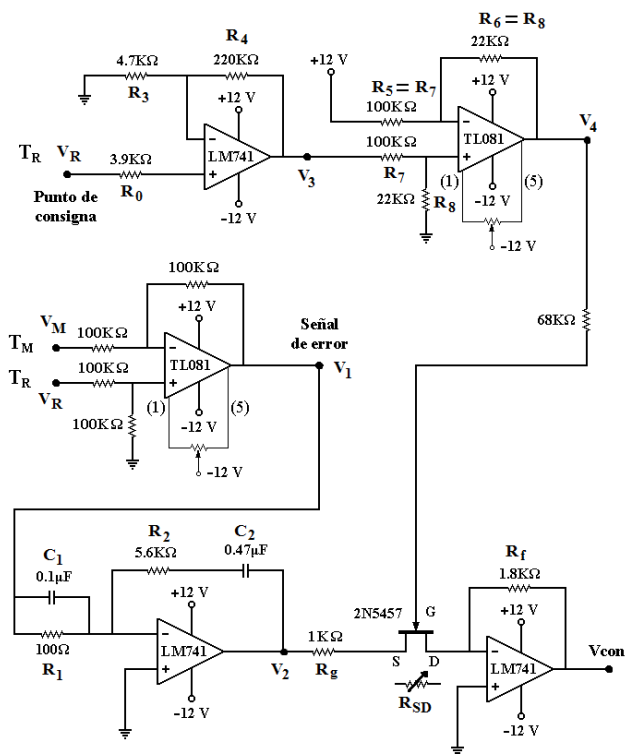 R6 = R8
22KΩ
R4
4.7KΩ
220KΩ
+12 V
R5 = R7
R3
+12 V
100KΩ
+12 V
V4
TR
VR
3.9KΩ
LM741
100KΩ
TL081
V3
R7
(1)
(5)
Punto de
consigna
R0
−12 V
22KΩ
R8
−12 V
−12 V
100KΩ
VM
+12 V
Señal
de error
68KΩ
TM
100KΩ
TL081
V1
TR
100KΩ
VR
(1)
(5)
−12 V
100KΩ
−12 V
R2
C2
C1
5.6KΩ
0.47µF
Rf
0.1µF
1.8KΩ
+12 V
2N5457
G
+12 V
100Ω
LM741
1KΩ
S
D
LM741
Vcon
R1
V2
Rg
RSD
−12 V
−12 V